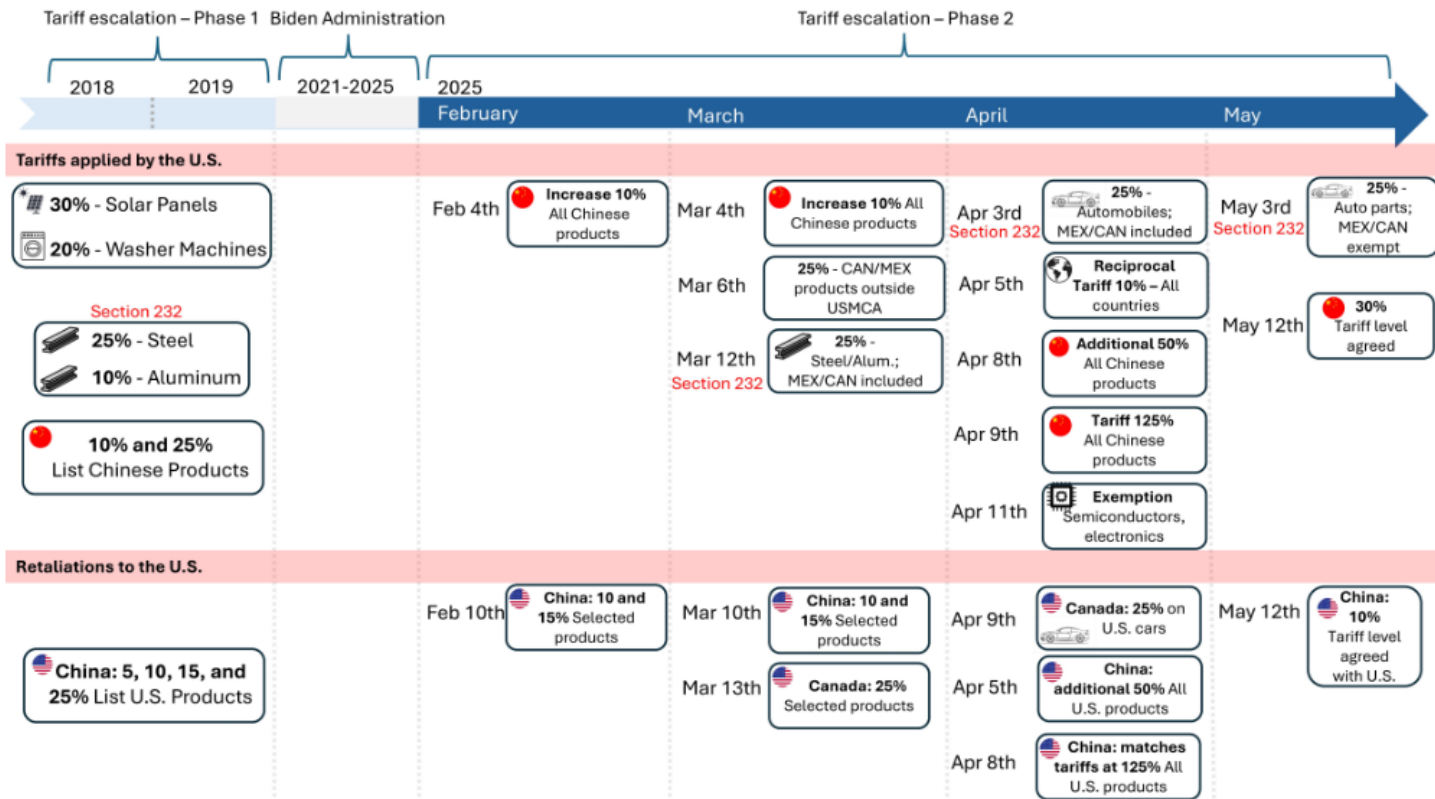 Tariff escalation – Phase 1
Biden Administration
Tariff escalation – Phase 2
2018
2019
2021-2025
2025
February
March
April
May
Tariffs applied by the U.S.
30% - Solar Panels
20% - Washer Machines
Section 232
25% - Steel
10% - Aluminum
10% and 25%
List Chinese Products
Feb 4th
Increase 10%
All Chinese
products
Mar 4th
Increase 10% All
Chinese products
Mar 6th
25% - CAN/MEX
products outside
USMCA
Mar 12th
Section 232
25% -
Steel/Alum.;
MEX/CAN included
Apr 3rd
Section 232
25% -
Automobiles;
MEX/CAN included
Apr 5th
Reciprocal
Tariff 10% – All
countries
Apr 8th
Additional 50%
All Chinese
products
Apr 9th
Tariff 125%
All Chinese
products
Apr 11th
Exemption
Semiconductors,
electronics
May 3rd
Section 232
25% -
Auto parts;
MEX/CAN
exempt
May 12th
30%
Tariff level
agreed
Retaliations to the U.S.
China: 5, 10, 15, and
25% List U.S. Products
Feb 10th
China: 10 and
15% Selected
products
Mar 10th
China: 10 and
15% Selected
products
Mar 13th
Canada: 25%
Selected products
Apr 9th
Canada: 25% on
U.S. cars
Apr 5th
China:
additional 50% All
U.S. products
Apr 8th
China: matches
tariffs at 125% All
U.S. products
May 12th
China:
10%
Tariff level
agreed
with U.S.